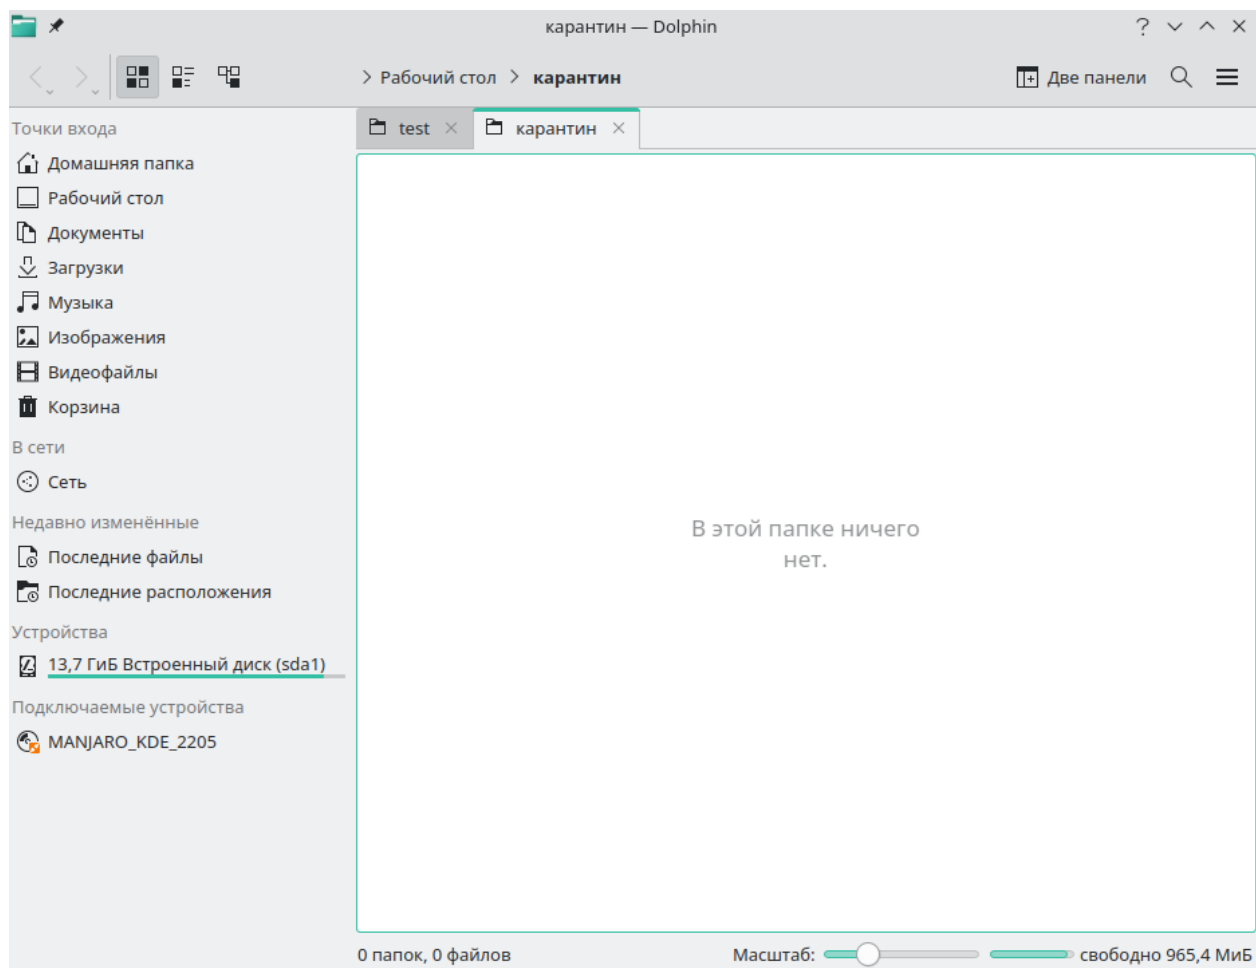 карантин — Dolphin
Рабочий стол карантин
Две панели
Точки входа
Домашняя папка
Рабочий стол
Документы
Загрузки
Музыка
Изображения
Видеофайлы
Корзина
В сети
Сеть
Недавно изменённые
Последние файлы
Последние расположения
Устройства
13,7 ГиБ Встроенный диск (sda1)
Подключаемые устройства
MANJARO_KDE_2205
test
карантин
В этой папке ничего
нет.
0 папок, 0 файлов
Масштаб:
свободно 965,4 МиБ